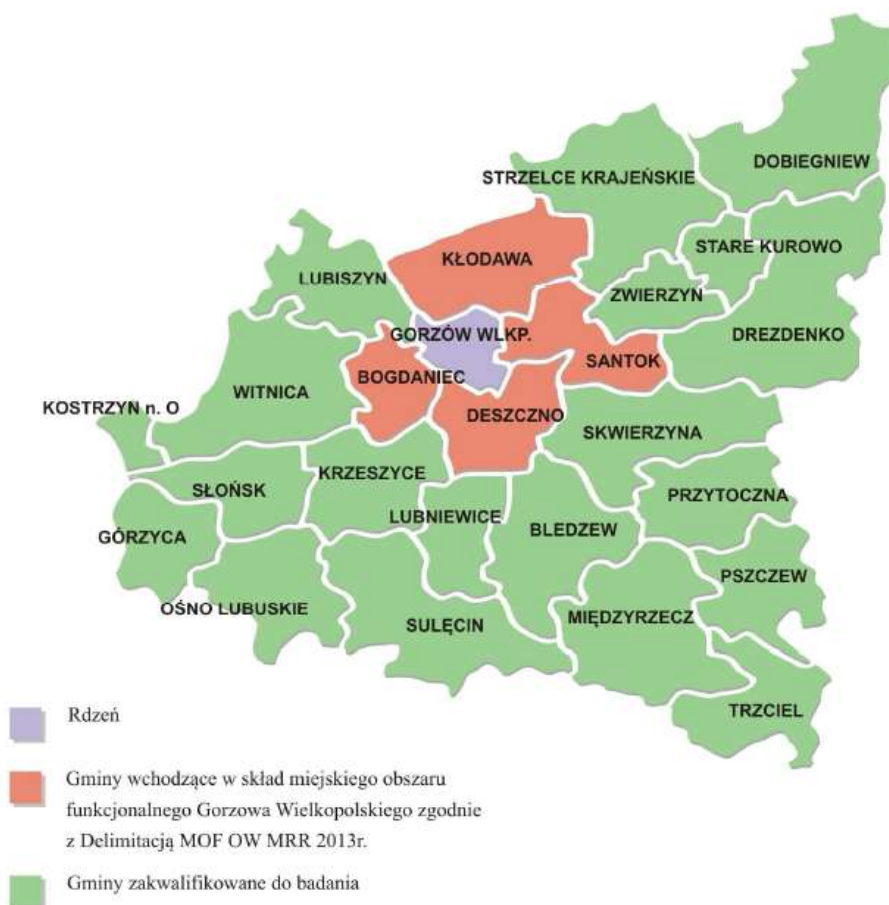 DOBIEGNIEW
STRZELCE KRAJEŃSKIE
STARE KUROWO
KŁODAWA
LUBISZYN
ZWIERZYN
GORZÓW WLKP.
DREZDENKO
SANTOK
BOGDANIEC
WITNICA
KOSTRZYN n. O
DESZCZNO
SKWIERZYNA
KRZESZYCE
SŁOŃSK
PRZYTOCZNA
LUBNIEWICE
BLEDZEW
GÓRZYCA
PSZCZEW
OŚNO LUBUSKIE
MIĘDZYRZECZ
SULĘCIN
TRZCIEL
Rdzeń
Gminy wchodzące w skład miejskiego obszaru
funkcjonalnego Gorzowa Wielkopolskiego zgodnie
z Delimitacją MOF OW MRR 2013r.
Gminy zakwalifikowane do badania